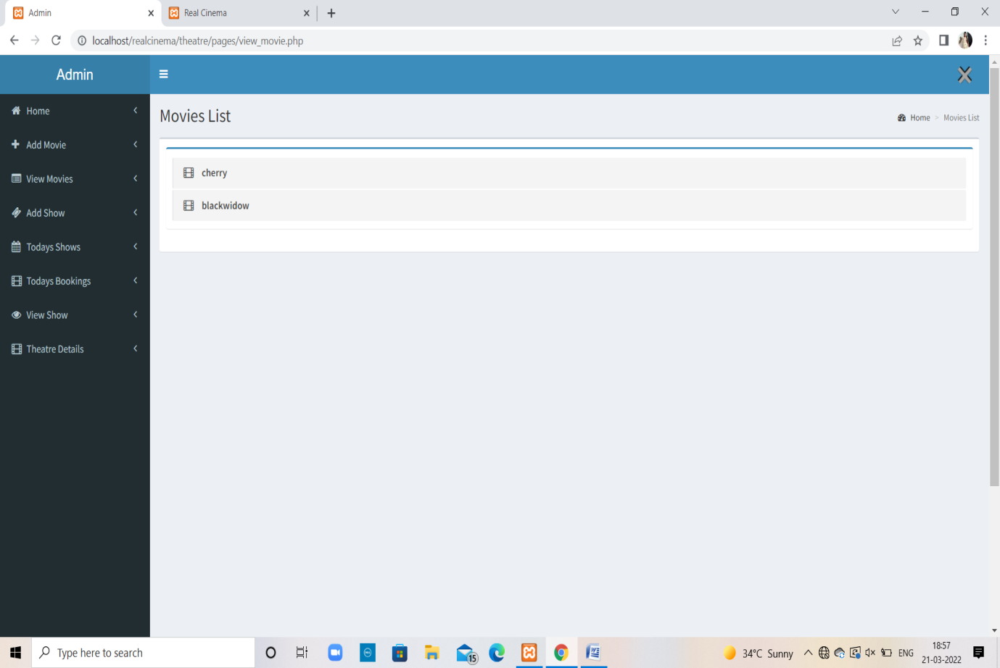 Admin
Real Cinema
localhost/realcinema/theatre/pages/view_movie.php
Admin
Home
Movies List
Home > Movies List
Add Movie
View Movies
Add Show
Todays Shows
Todays Bookings
View Show
Theatre Details
cherry
blackwidow
Type here to search
15
34°C Sunny
ENG
18:57
21-03-2022